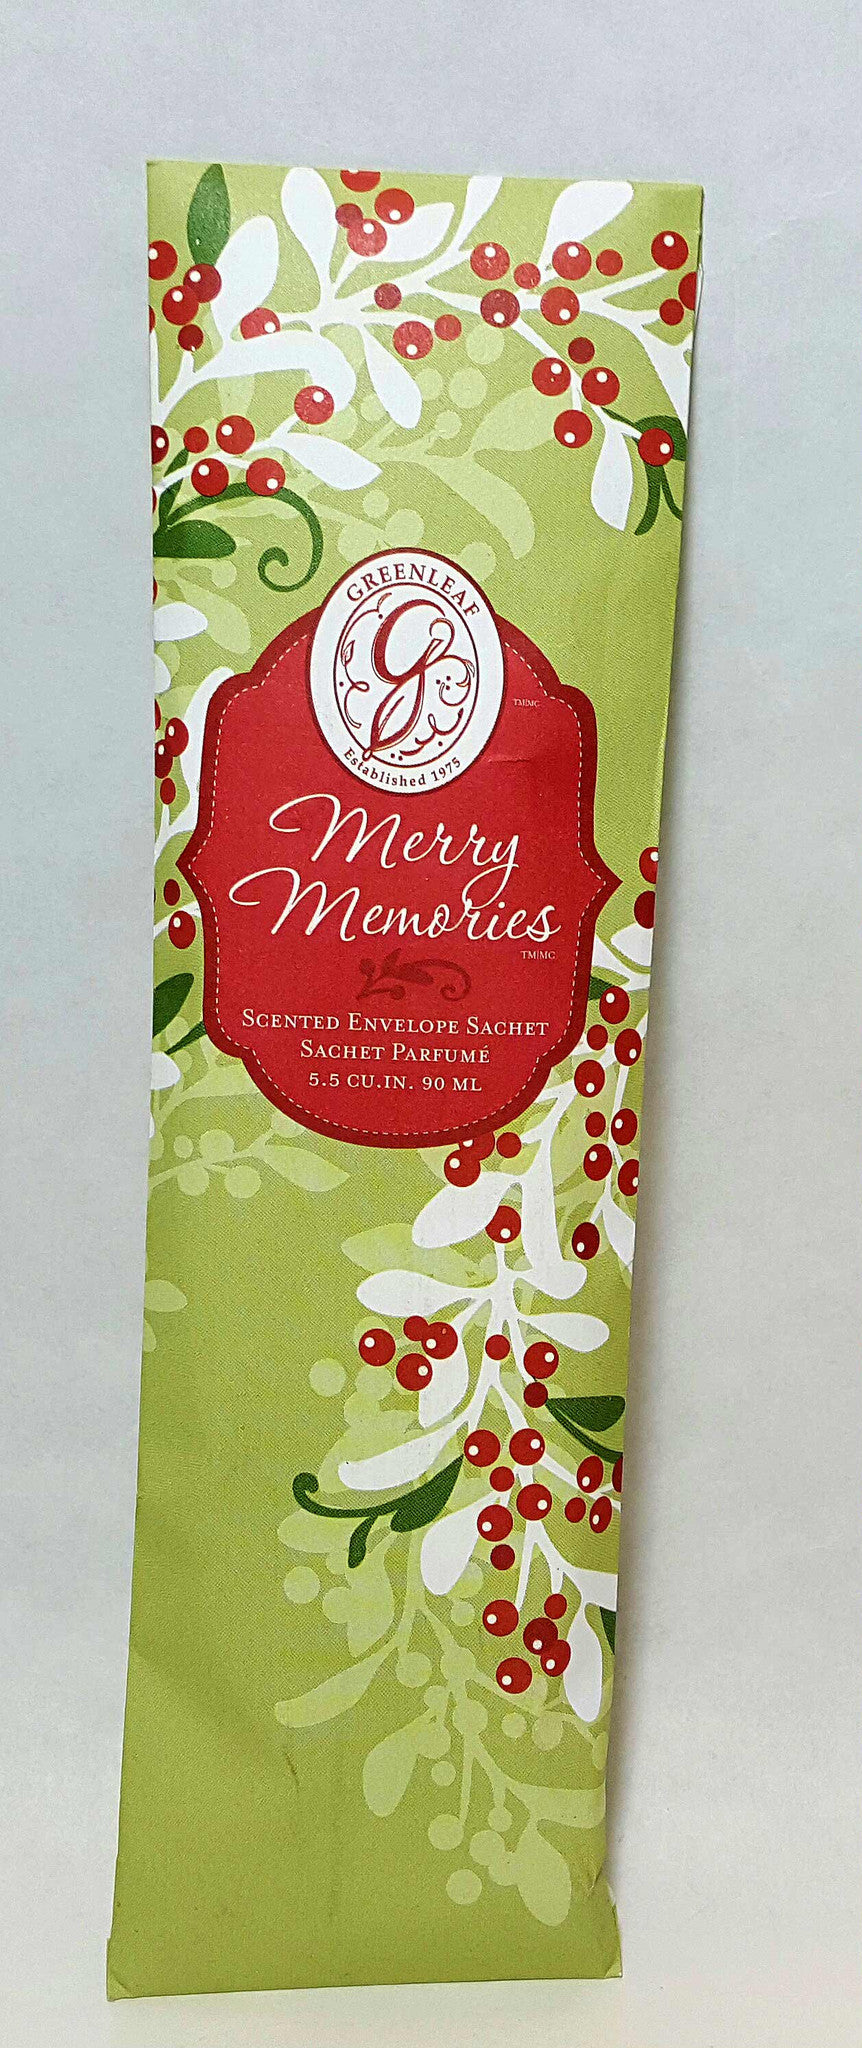 GREENLEAF
g
Established 1975
TM|MC
Merry
Memories
TM|MC
SCENTED ENVELOPE SACHET
SACHET PARFUMÉ
5.5 CU.IN. 90 ML